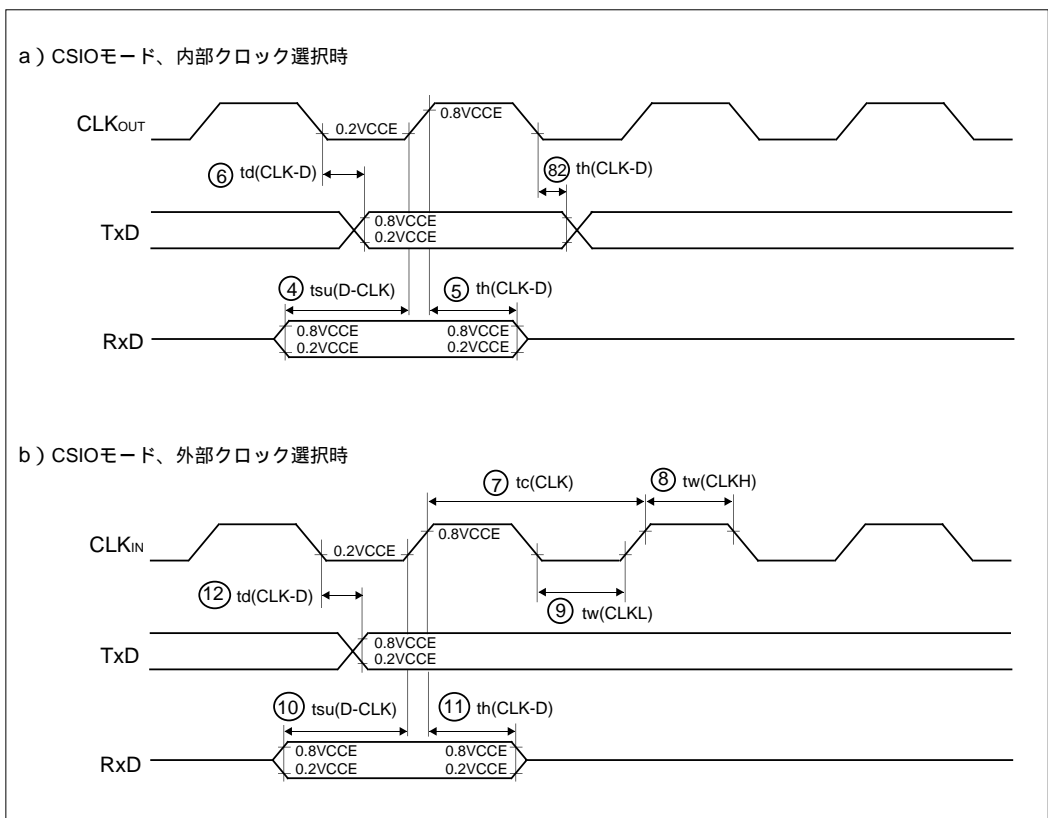 a）CSIOモード、内部クロック選択時
CLKOUT
0.2VCCE
0.8VCCE
⑥ td(CLK-D)
82 th(CLK-D)
TxD
0.8VCCE
0.2VCCE
④ tsu(D-CLK)
⑤ th(CLK-D)
RxD
0.8VCCE 0.8VCCE
0.2VCCE 0.2VCCE
b）CSIOモード、外部クロック選択時
⑦ tc(CLK)
⑧ tw(CLKH)
CLKIN
0.2VCCE
0.8VCCE
⑫ td(CLK-D)
⑨ tw(CLKL)
TxD
0.8VCCE
0.2VCCE
⑩ tsu(D-CLK)
⑪ th(CLK-D)
RxD
0.8VCCE 0.8VCCE
0.2VCCE 0.2VCCE